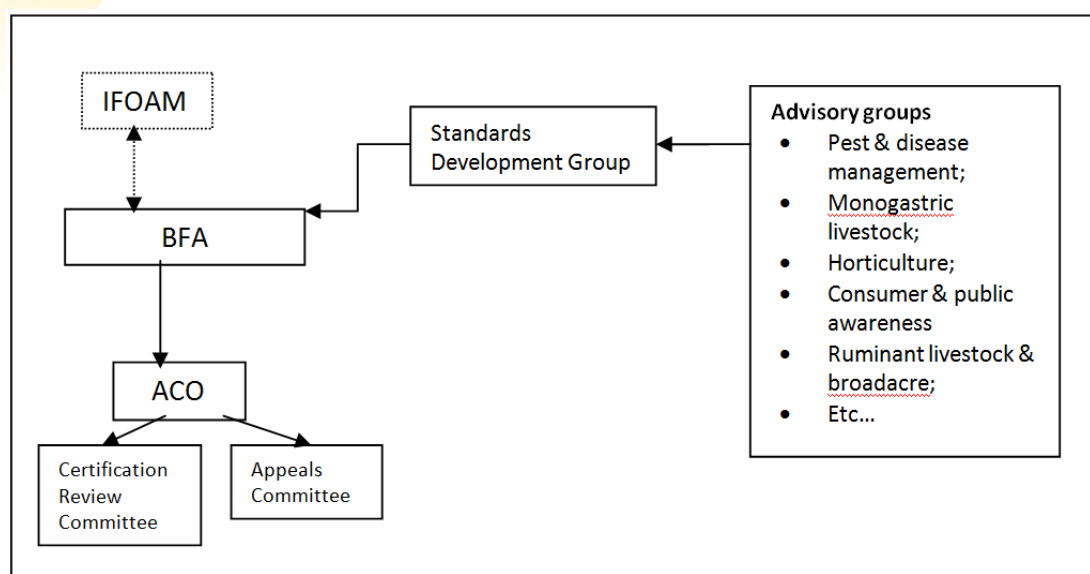 IFOAM
BFA
ACO
Certification
Review
Committee
Appeals
Committee
Standards
Development Group
Advisory groups
• Pest & disease
management;
• Monogastric
livestock;
• Horticulture;
• Consumer & public
awareness
• Ruminant livestock &
broadacre;
• Etc...